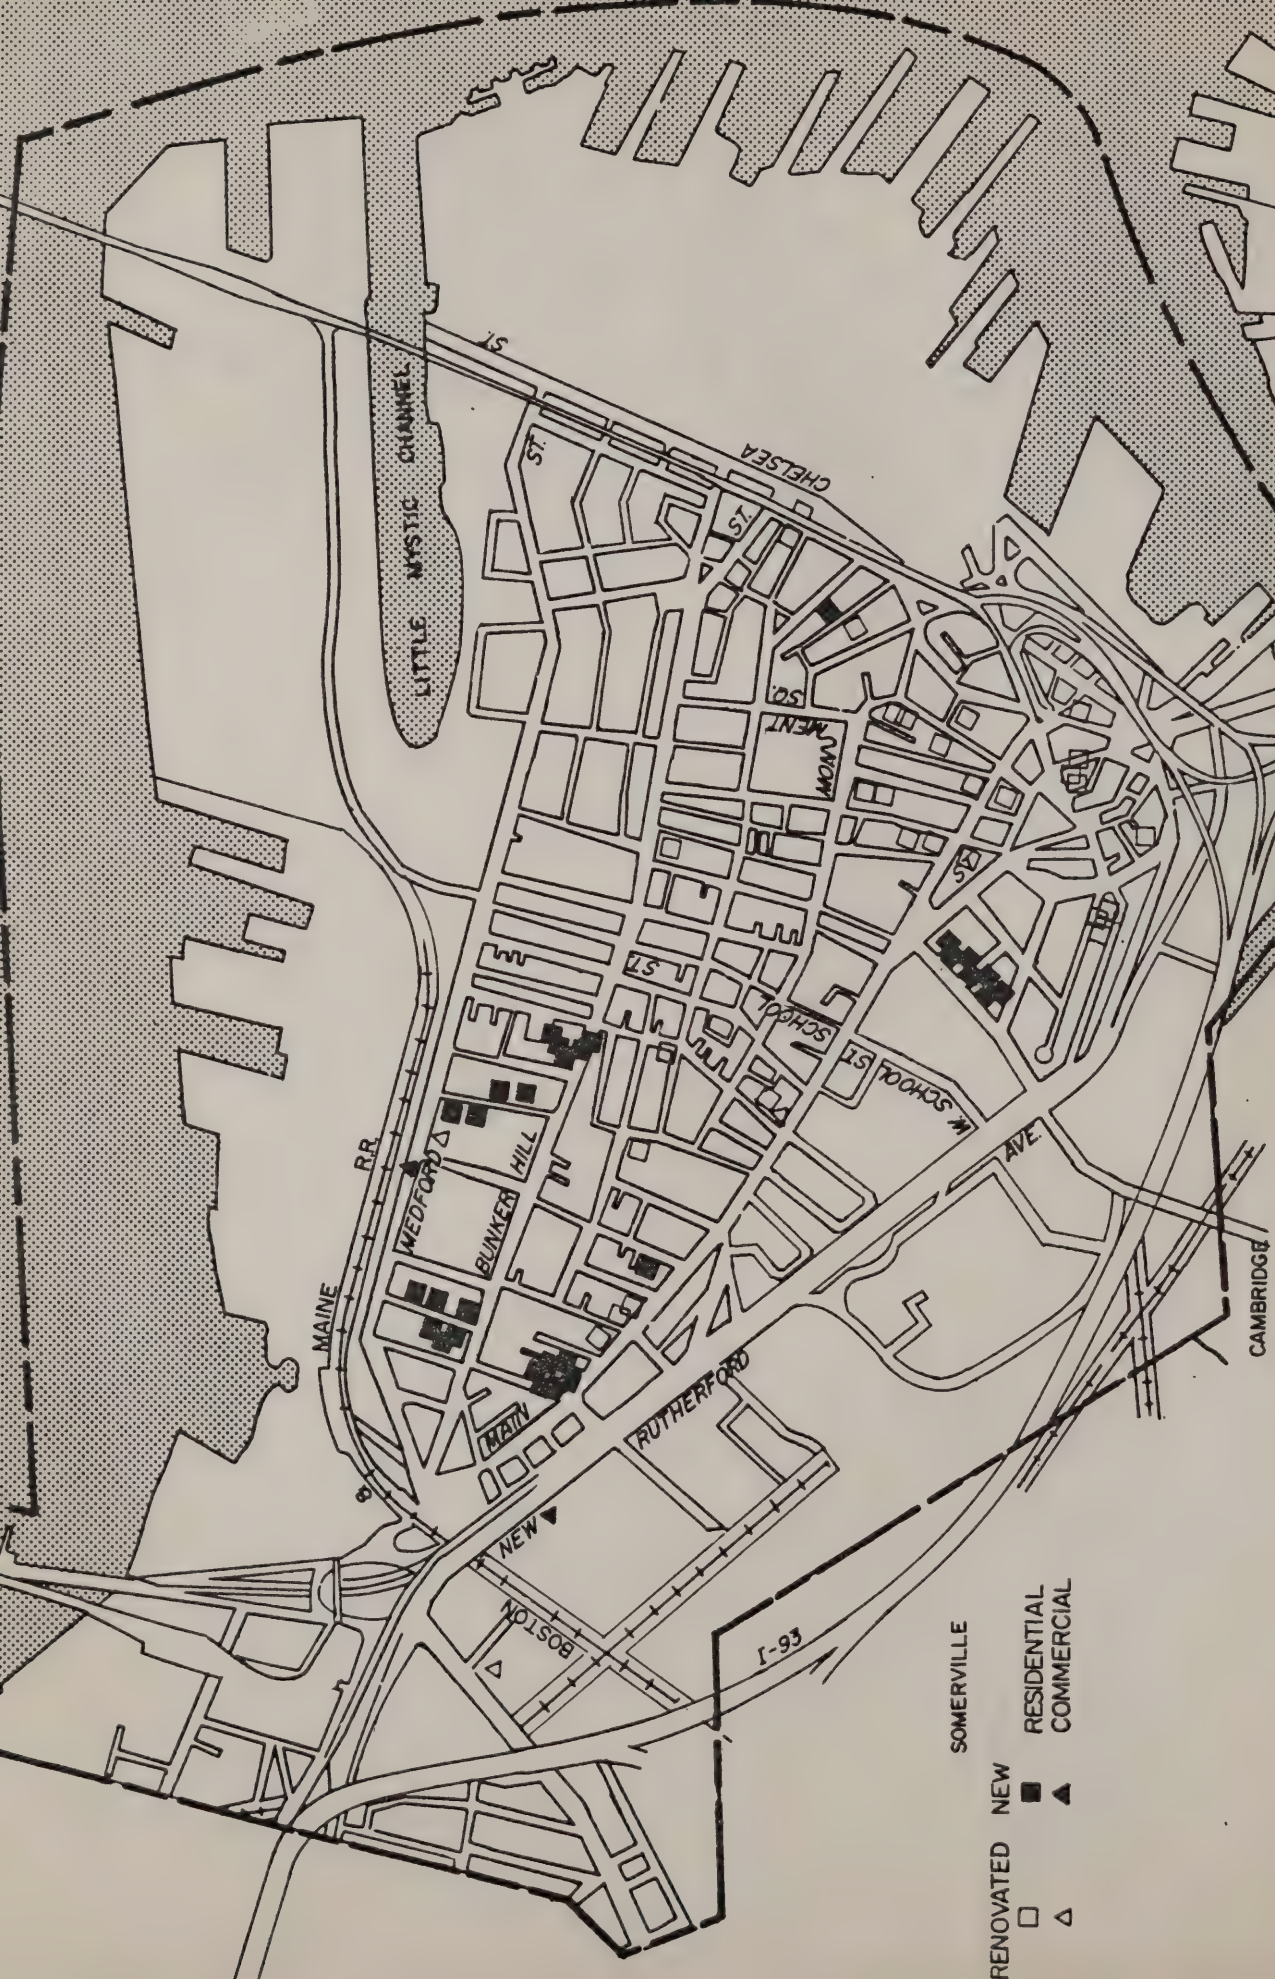 LITTLE MYSTIC CHANNEL
CHELSEA ST.
ST.
ST.
MONUMENT SQ.
MAINE R.R.
MEDFORD
BUNKER HILL
ST.
SCHOOL
ST.
W. SCHOOL
MAIN
RUTHERFORD AVE.
NEW
BOSTON
&
I-93
CAMBRIDGE
SOMERVILLE
RENOVATED NEW
RESIDENTIAL
COMMERCIAL